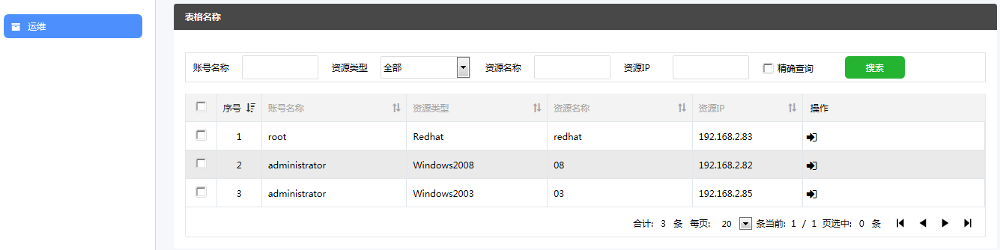 运维
表格名称
账号名称 资源类型 全部 资源名称 资源IP 精确查询 搜索
序号 账号名称 资源类型 资源名称 资源IP 操作
1 root Redhat redhat 192.168.2.83
2 administrator Windows2008 08 192.168.2.82
3 administrator Windows2003 03 192.168.2.85
合计: 3 条 每页: 20 条当前: 1 / 1 页选中: 0 条